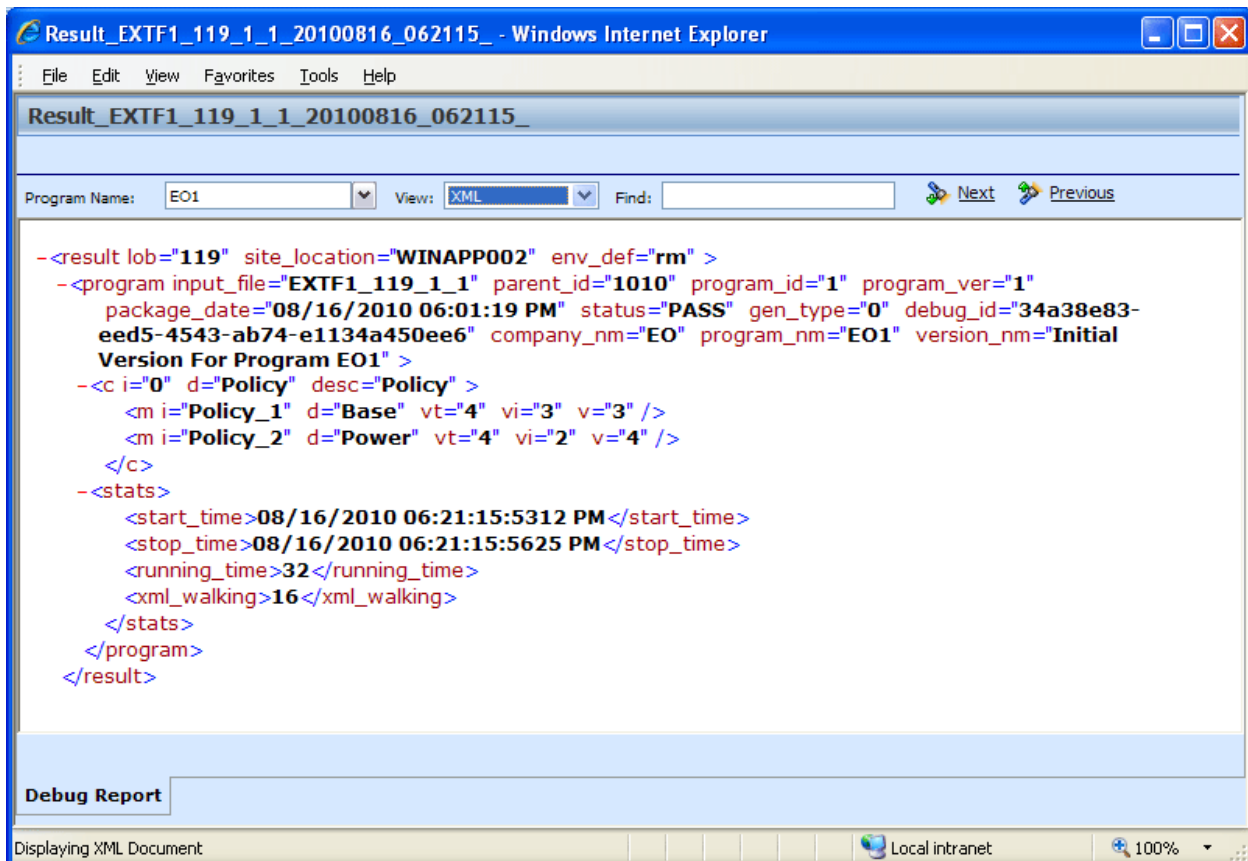 Result_EXTF1_119_1_1_20100816_062115_ - Windows Internet Explorer
File Edit View Favorites Tools Help
Result_EXTF1_119_1_1_20100816_062115_
Program Name: EO1 View: XML Find: Next Previous
-<result lob="119" site_location="WINAPP002" env_def="rm" >
-<program input_file="EXTF1_119_1_1" parent_id="1010" program_id="1" program_ver="1"
package_date="08/16/2010 06:01:19 PM" status="PASS" gen_type="0" debug_id="34a38e83-
eed5-4543-ab74-e1134a450ee6" company_nm="EO" program_nm="EO1" version_nm="Initial
Version For Program EO1" >
-<c i="0" d="Policy" desc="Policy" >
<m i="Policy_1" d="Base" vt="4" vi="3" v="3" />
<m i="Policy_2" d="Power" vt="4" vi="2" v="4" />
</c>
-<stats>
<start_time>08/16/2010 06:21:15:5312 PM</start_time>
<stop_time>08/16/2010 06:21:15:5625 PM</stop_time>
<running_time>32</running_time>
<xml_walking>16</xml_walking>
</stats>
</program>
</result>
Debug Report
Displaying XML Document Local intranet 100%